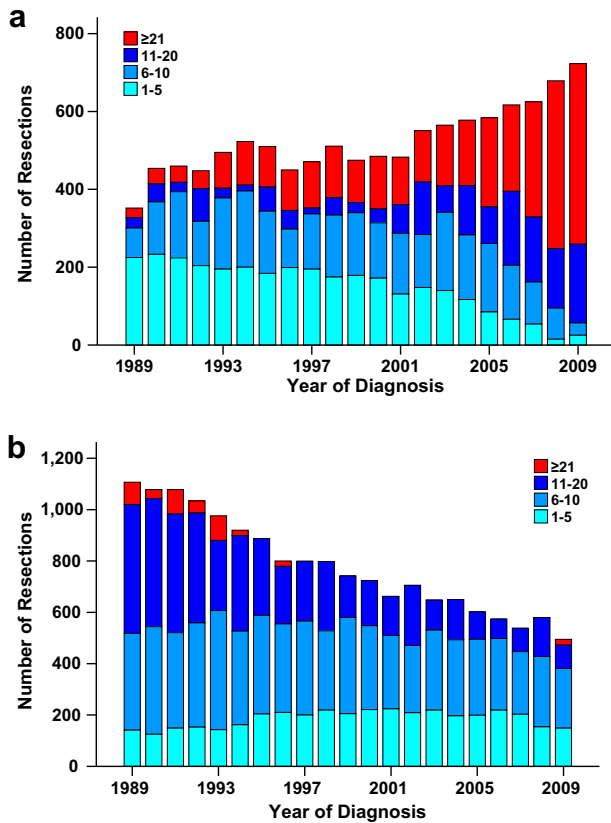 a
800
600
400
200
0
Number of Resections
≥21
11-20
6-10
1-5
1989 1993 1997 2001 2005 2009
Year of Diagnosis
b
1,200
1,000
800
600
400
200
0
Number of Resections
≥21
11-20
6-10
1-5
1989 1993 1997 2001 2005 2009
Year of Diagnosis